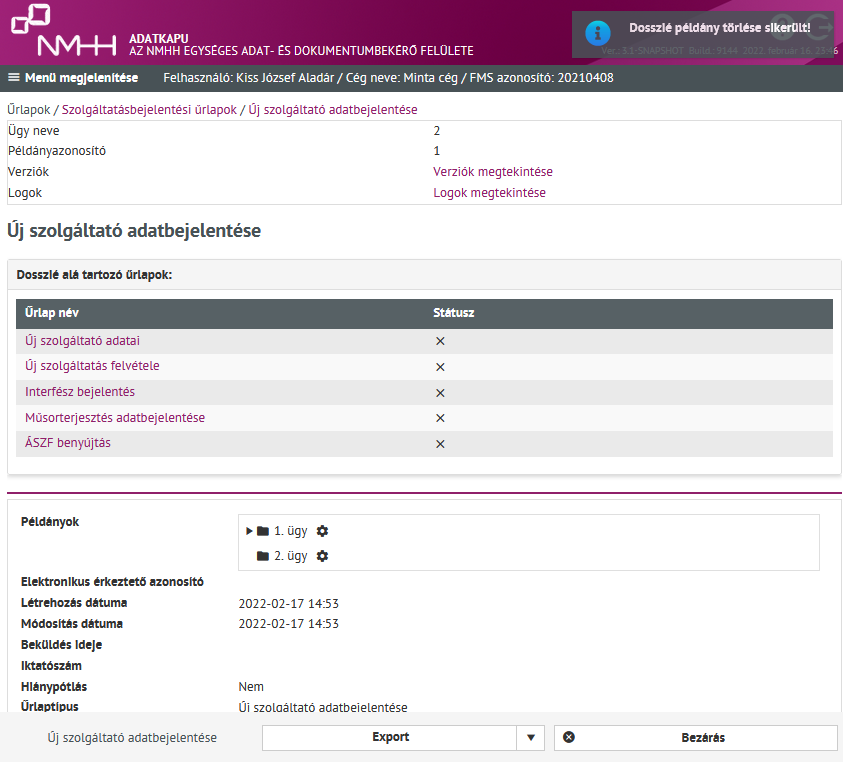 NMHH
ADATKAPU
AZ NMHH EGYSÉGES ADAT- ÉS DOKUMENTUMBEKÉRŐ FELÜLETE
Dosszié példány törlése sikerült!
Ver.: 3.1-SNAPSHOT Build.: 9144 2022. február 16. 23:46
Menü megjelenítése Felhasználó: Kiss József Aladár / Cég neve: Minta cég / FMS azonosító: 20210408
Űrlapok / Szolgáltatásbejelentési űrlapok / Új szolgáltató adatbejelentése
Ügy neve 2
Példányazonosító 1
Verziók Verziók megtekintése
Logok Logok megtekintése
Új szolgáltató adatbejelentése
Dosszié alá tartozó űrlapok:
Űrlap név Státusz
Új szolgáltató adatai
Új szolgáltatás felvétele
Interfész bejelentés
Műsorterjesztés adatbejelentése
ÁSZF benyújtás
Példányok
1. ügy
2. ügy
Elektronikus érkeztető azonosító
Létrehozás dátuma 2022-02-17 14:53
Módosítás dátuma 2022-02-17 14:53
Beküldés ideje
Iktatószám
Hiánypótlás Nem
Űrlaptípus Új szolgáltató adatbejelentése
Új szolgáltató adatbejelentése Export Bezárás